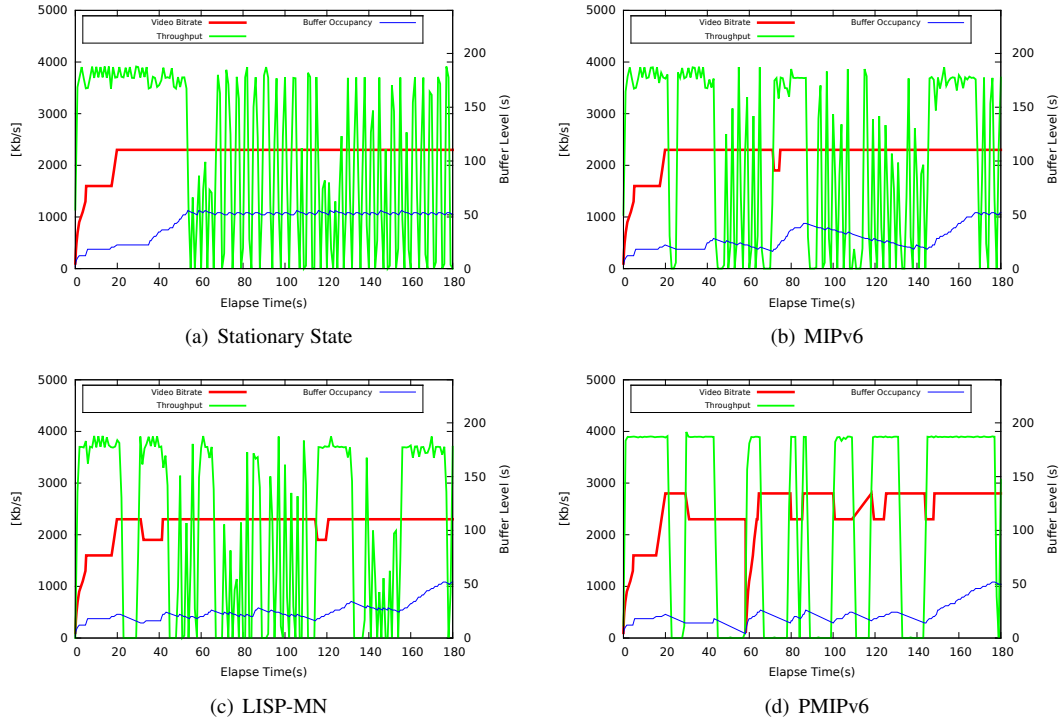 Video Bitrate Buffer Occupancy
Throughput
5000
4000
3000
2000
1000
0
[Kb/s]
200
150
100
50
0
Buffer Level (s)
0 20 40 60 80 100 120 140 160 180
Elapse Time(s)
(a) Stationary State
Video Bitrate Buffer Occupancy
Throughput
5000
4000
3000
2000
1000
0
[Kb/s]
200
150
100
50
0
Buffer Level (s)
0 20 40 60 80 100 120 140 160 180
Elapse Time(s)
(b) MIPv6
Video Bitrate Buffer Occupancy
Throughput
5000
4000
3000
2000
1000
0
[Kb/s]
200
150
100
50
0
Buffer Level (s)
0 20 40 60 80 100 120 140 160 180
Elapse Time(s)
(c) LISP-MN
Video Bitrate Buffer Occupancy
Throughput
5000
4000
3000
2000
1000
0
[Kb/s]
200
150
100
50
0
Buffer Level (s)
0 20 40 60 80 100 120 140 160 180
Elapse Time(s)
(d) PMIPv6